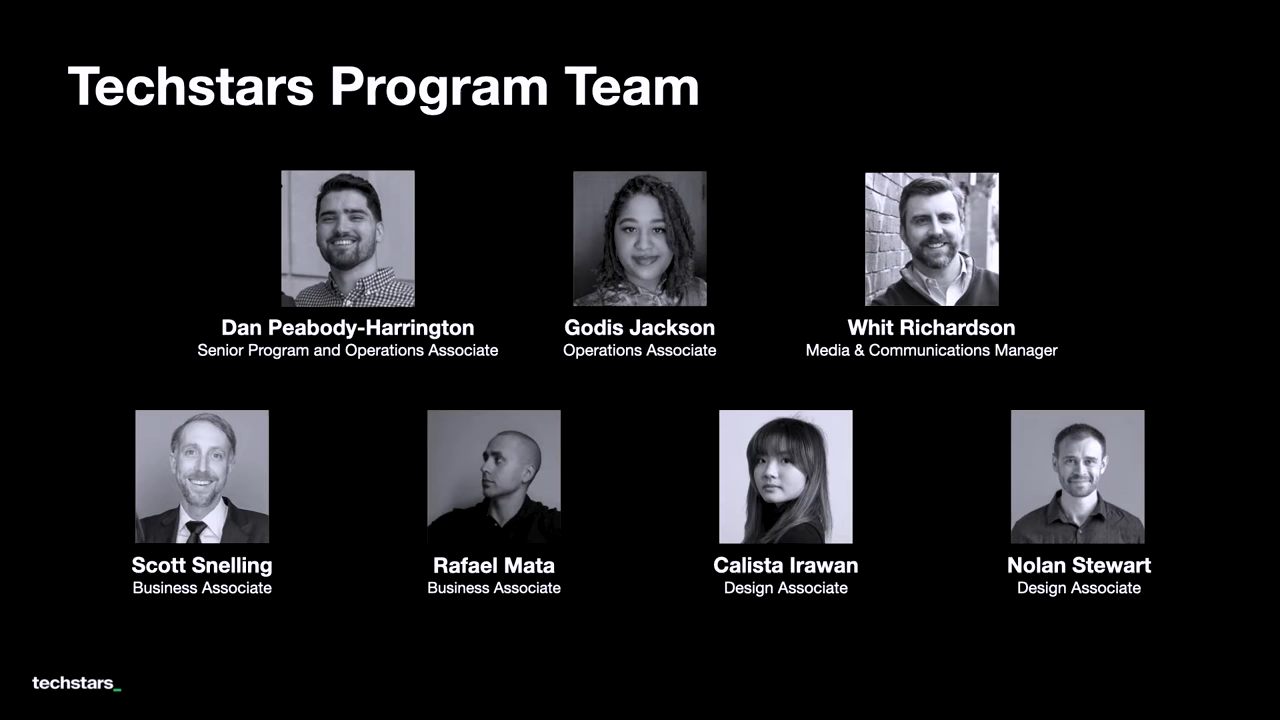 Techstars Program Team
Dan Peabody-Harrington
Senior Program and Operations Associate
Godis Jackson
Operations Associate
Whit Richardson
Media & Communications Manager
Scott Snelling
Business Associate
Rafael Mata
Business Associate
Calista Irawan
Design Associate
Nolan Stewart
Design Associate
techstars_